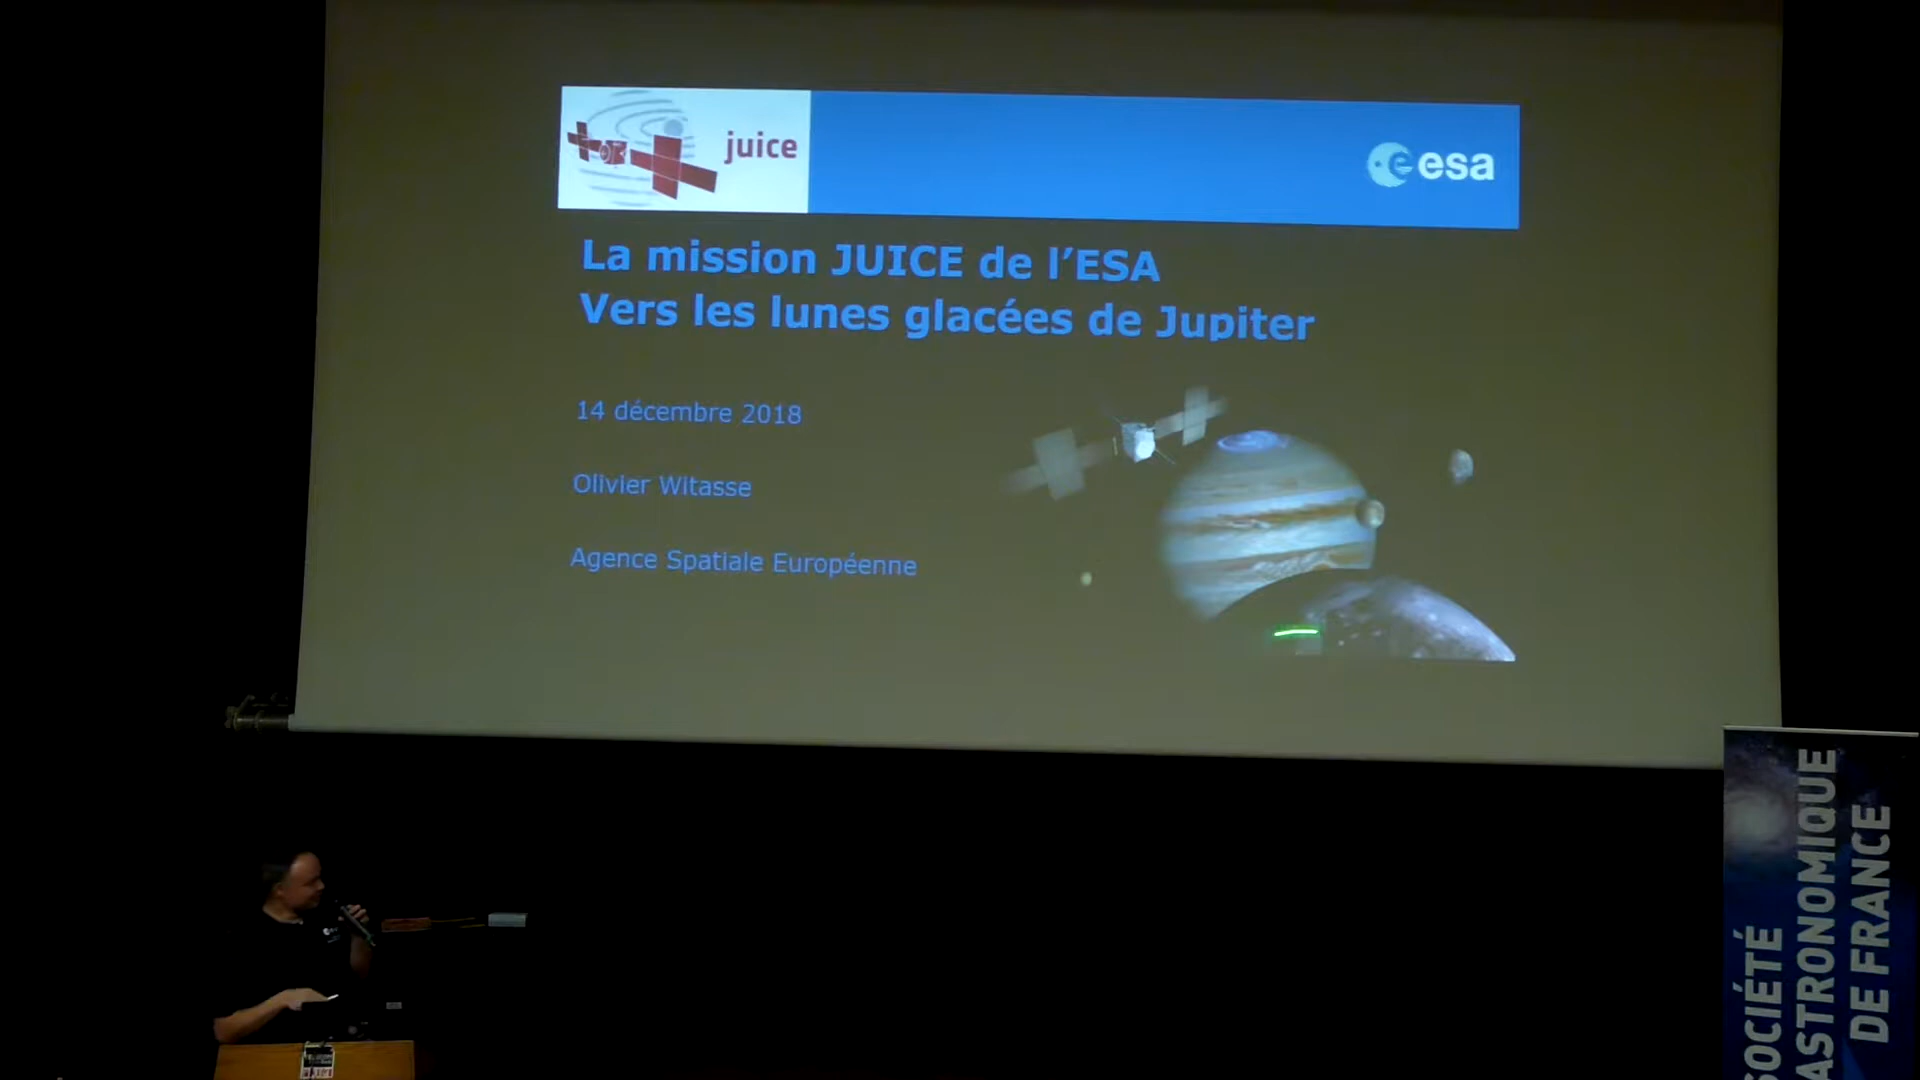 juice
esa
La mission JUICE de l'ESA
Vers les lunes glacées de Jupiter
14 décembre 2018
Olivier Witasse
Agence Spatiale Européenne
SOCIÉTÉ
ASTRONOMIQUE
DE FRANCE